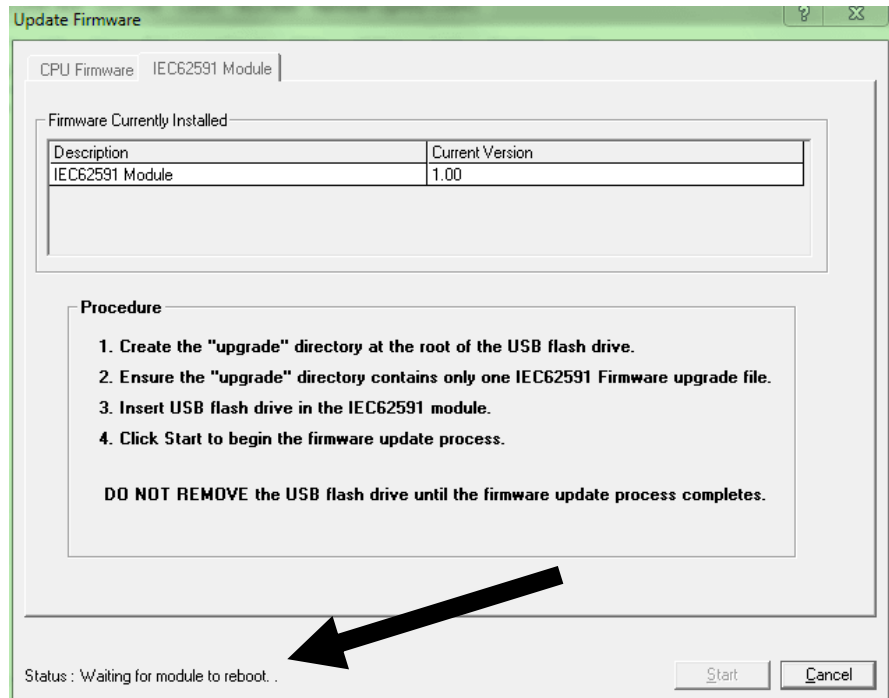 Update Firmware
CPU Firmware IEC62591 Module
Firmware Currently Installed
Description Current Version
IEC62591 Module 1.00
Procedure
1. Create the "upgrade" directory at the root of the USB flash drive.
2. Ensure the "upgrade" directory contains only one IEC62591 Firmware upgrade file.
3. Insert USB flash drive in the IEC62591 module.
4. Click Start to begin the firmware update process.
DO NOT REMOVE the USB flash drive until the firmware update process completes.
Status : Waiting for module to reboot. .
Start Cancel